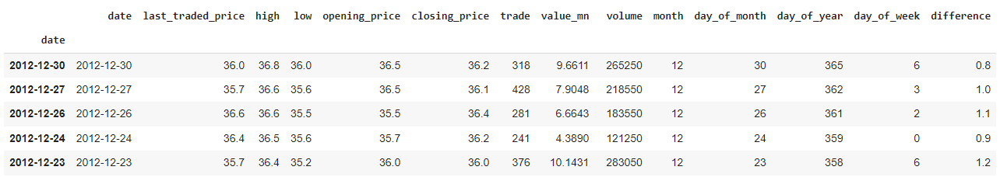 date last_traded_price high low opening_price closing_price trade value_mn volume month day_of_month day_of_year day_of_week difference
date
2012-12-30 2012-12-30 36.0 36.8 36.0 36.5 36.2 318 9.6611 265250 12 30 365 6 0.8
2012-12-27 2012-12-27 35.7 36.6 35.6 36.5 36.1 428 7.9048 218550 12 27 362 3 1.0
2012-12-26 2012-12-26 36.6 36.6 35.5 35.5 36.4 281 6.6643 183550 12 26 361 2 1.1
2012-12-24 2012-12-24 36.4 36.5 35.6 35.7 36.2 241 4.3890 121250 12 24 359 0 0.9
2012-12-23 2012-12-23 35.7 36.4 35.2 36.0 36.0 376 10.1431 283050 12 23 358 6 1.2